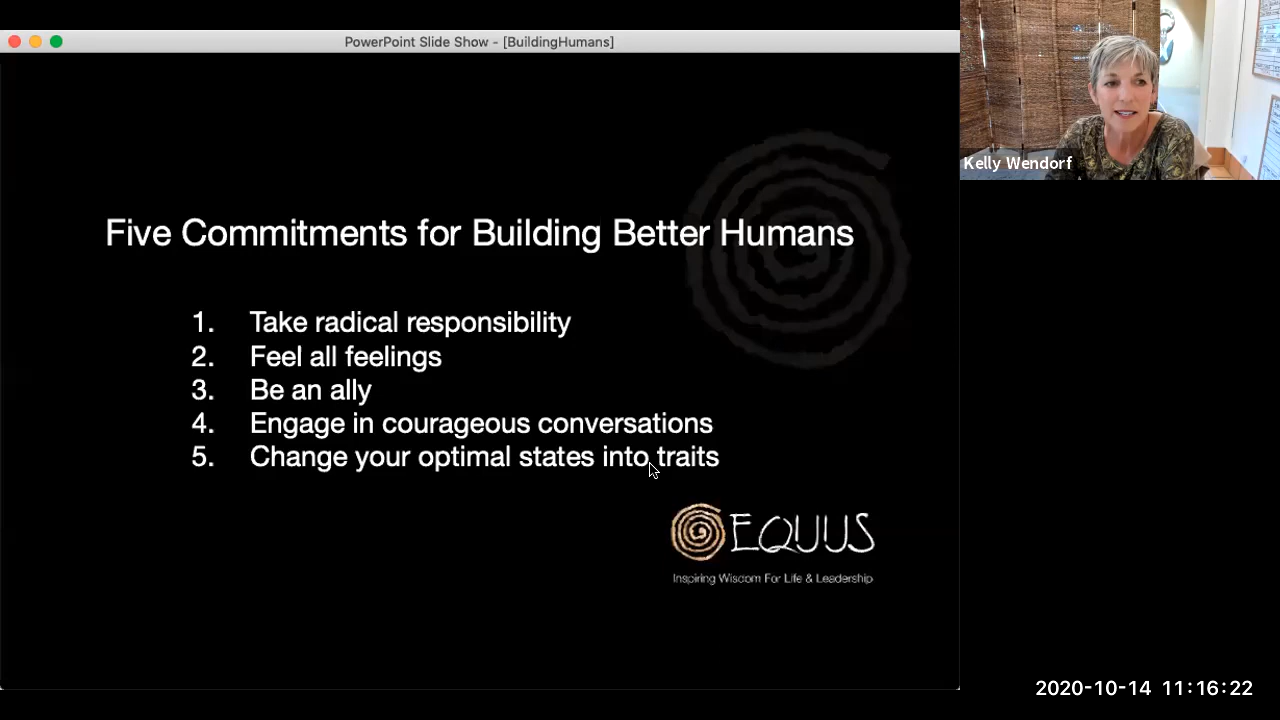 PowerPoint Slide Show - [BuildingHumans]
Kelly Wendorf
Five Commitments for Building Better Humans
1. Take radical responsibility
2. Feel all feelings
3. Be an ally
4. Engage in courageous conversations
5. Change your optimal states into traits
EQUUS
Inspiring Wisdom For Life & Leadership
2020-10-14 11:16:22